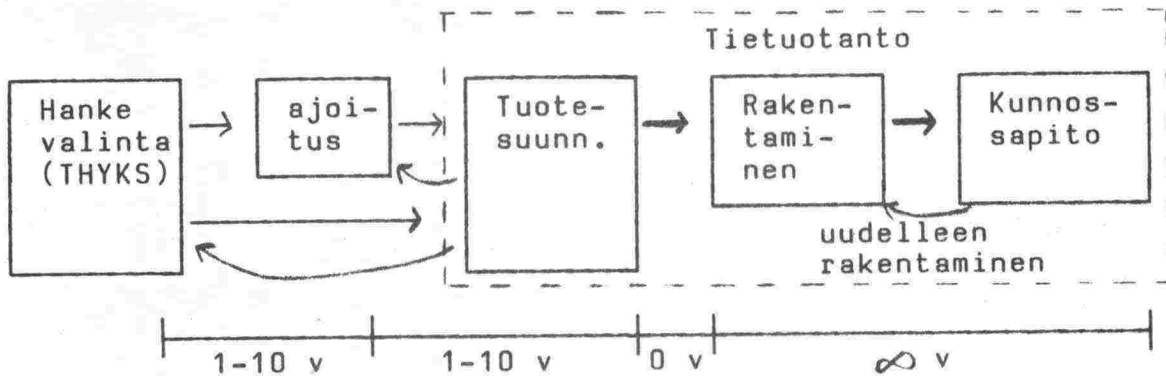 Tietuotanto
Hanke
valinta
(THYKS)
ajoi-
tus
Tuote-
suunn.
Raken-
tami-
nen
Kunnos-
sapito
uudelleen
rakentaminen
1-10 v
1-10 v
0 v
∞ v